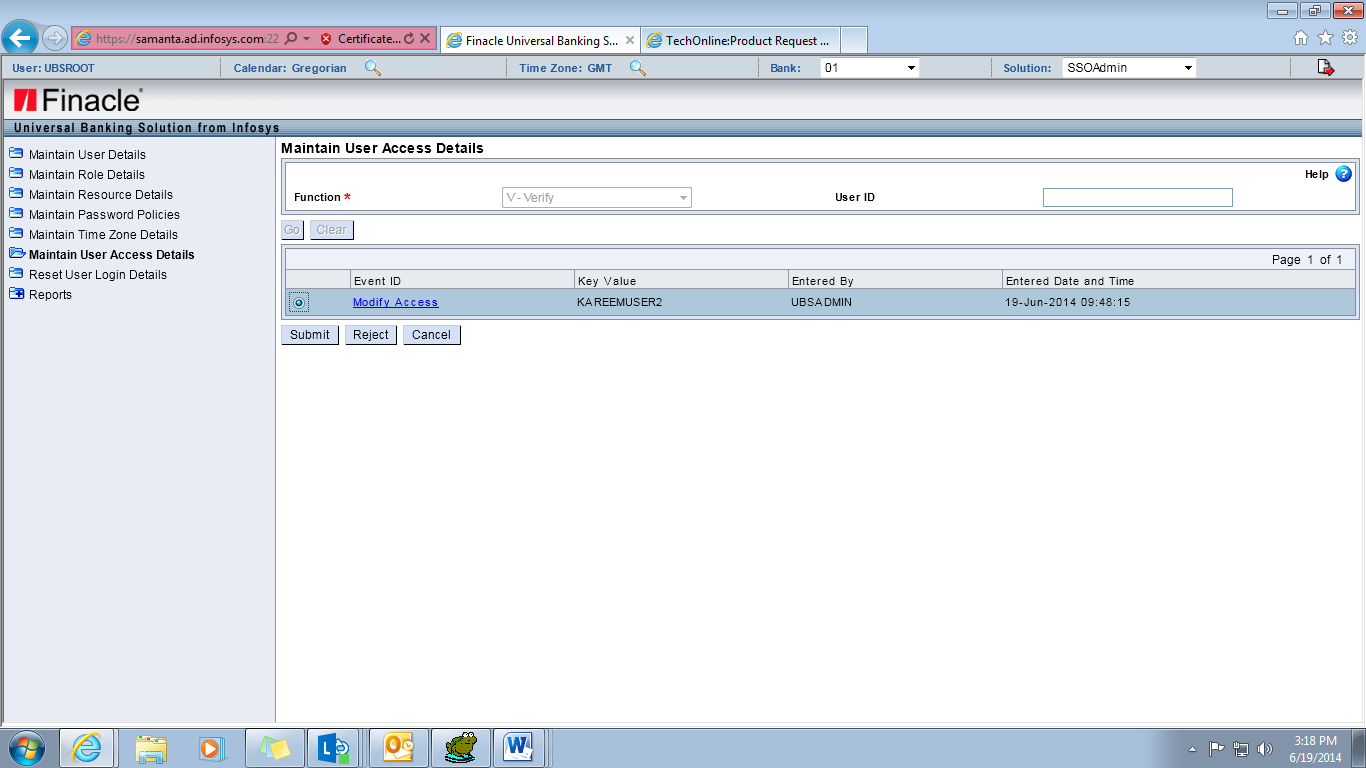 https://samanta.ad.infosys.com:22
Certificate...
Finacle Universal Banking S...
TechOnline:Product Request ...
User: UBSROOT
Calendar: Gregorian
Time Zone: GMT
Bank: 01
Solution: SSOAdmin
Finacle
Universal Banking Solution from Infosys
Maintain User Details
Maintain Role Details
Maintain Resource Details
Maintain Password Policies
Maintain Time Zone Details
Maintain User Access Details
Reset User Login Details
Reports
Maintain User Access Details
Help ?
Function * V - Verify User ID
Go Clear
Page 1 of 1
Event ID Key Value Entered By Entered Date and Time
Modify Access KAREEMUSER2 UBSADMIN 19-Jun-2014 09:48:15
Submit Reject Cancel
3:18 PM
6/19/2014